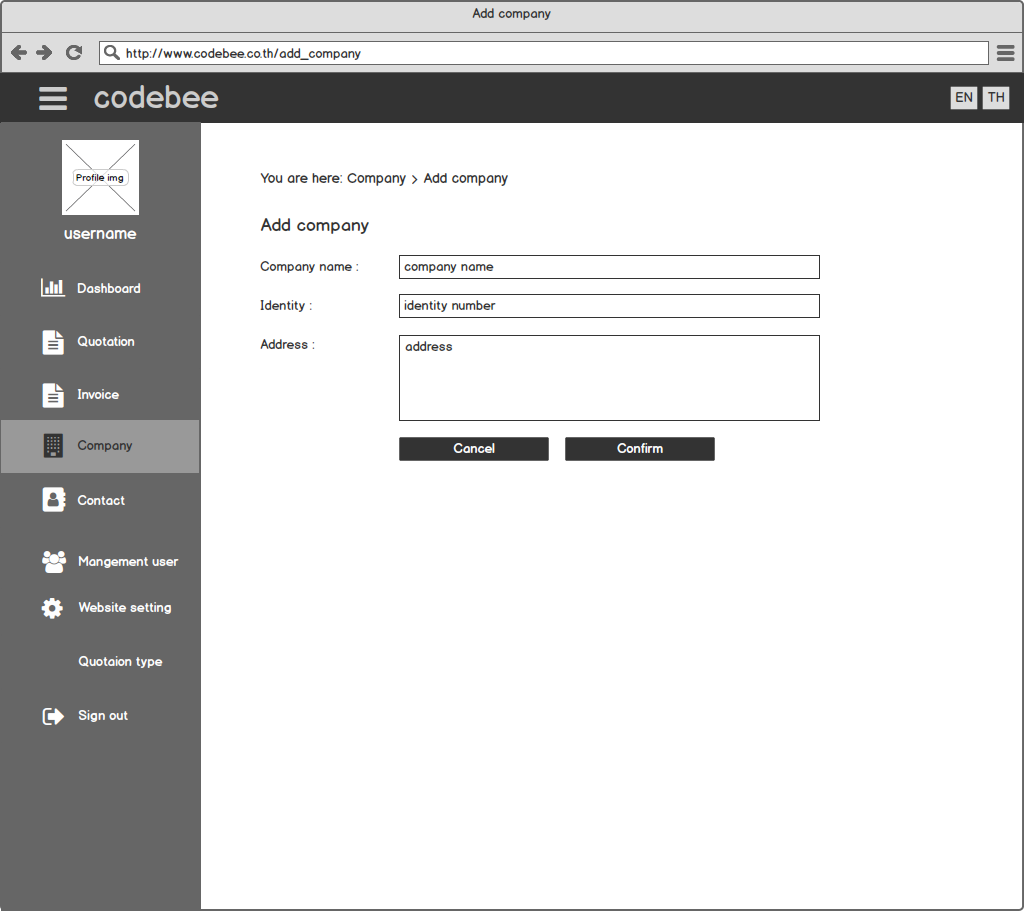 Add company
http://www.codebee.co.th/add_company
codebee
EN TH
Profile img
username
Dashboard
Quotation
Invoice
Company
Contact
Mangement user
Website setting
Quotaion type
Sign out
You are here: Company > Add company
Add company
Company name : company name
Identity : identity number
Address : address
Cancel Confirm